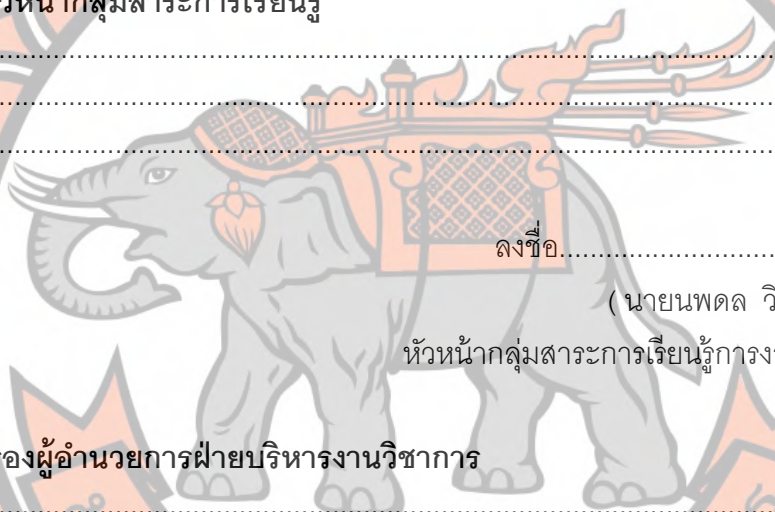 วหน้ากลุ่มสาระการเรียนรู้
................................................................
................................................................
................................................................
ลงชื่อ............................
( นายนพดล วิ
หัวหน้ากลุ่มสาระการเรียนรู้การง
รองผู้อำนวยการฝ่ายบริหารงานวิชาการ
................................................................